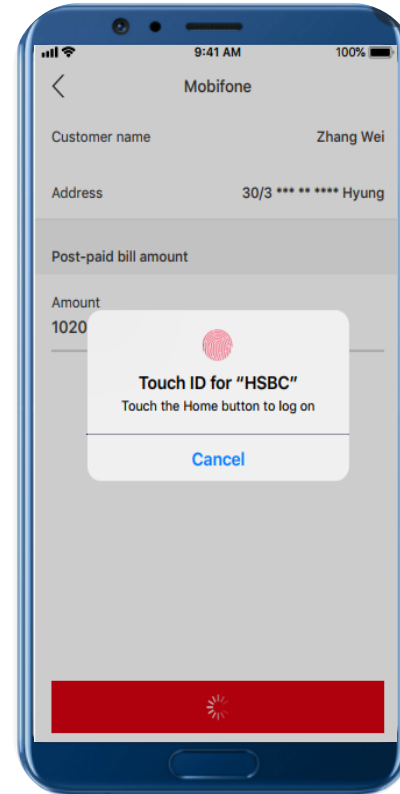 9:41 AM 100%
Mobifone
Customer name Zhang Wei
Address 30/3 *** ** **** Hyung
Post-paid bill amount
Amount
1020
Touch ID for “HSBC”
Touch the Home button to log on
Cancel